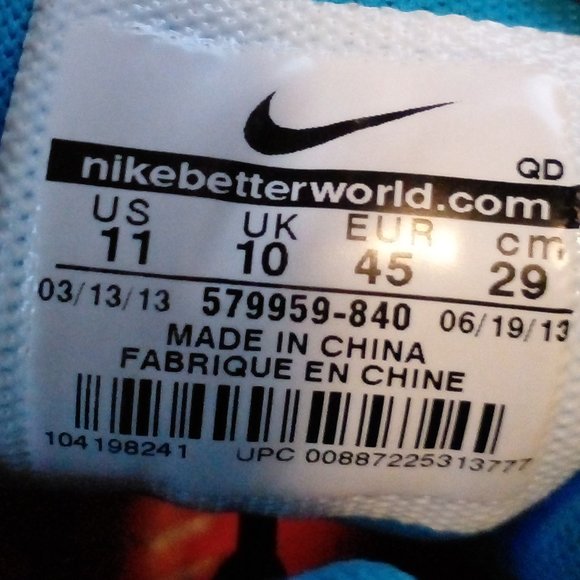 QD
nikebetterworld.com
US UK EUR cm
11 10 45 29
03/13/13 579959-840 06/19/13
MADE IN CHINA
FABRIQUE EN CHINE
104198241 UPC 00887225313777